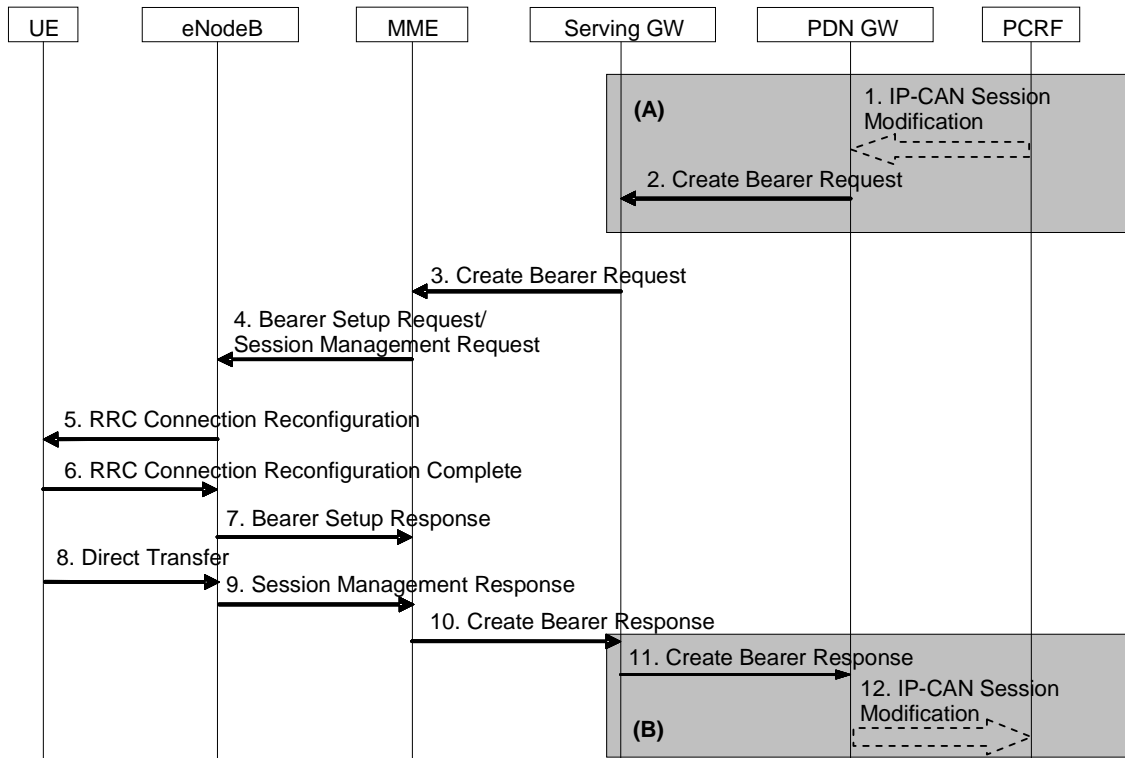 UE
eNodeB
MME
Serving GW
PDN GW
PCRF
(A)
1. IP-CAN Session
Modification
2. Create Bearer Request
3. Create Bearer Request
4. Bearer Setup Request/
Session Management Request
5. RRC Connection Reconfiguration
6. RRC Connection Reconfiguration Complete
7. Bearer Setup Response
8. Direct Transfer
9. Session Management Response
10. Create Bearer Response
11. Create Bearer Response
12. IP-CAN Session
Modification
(B)